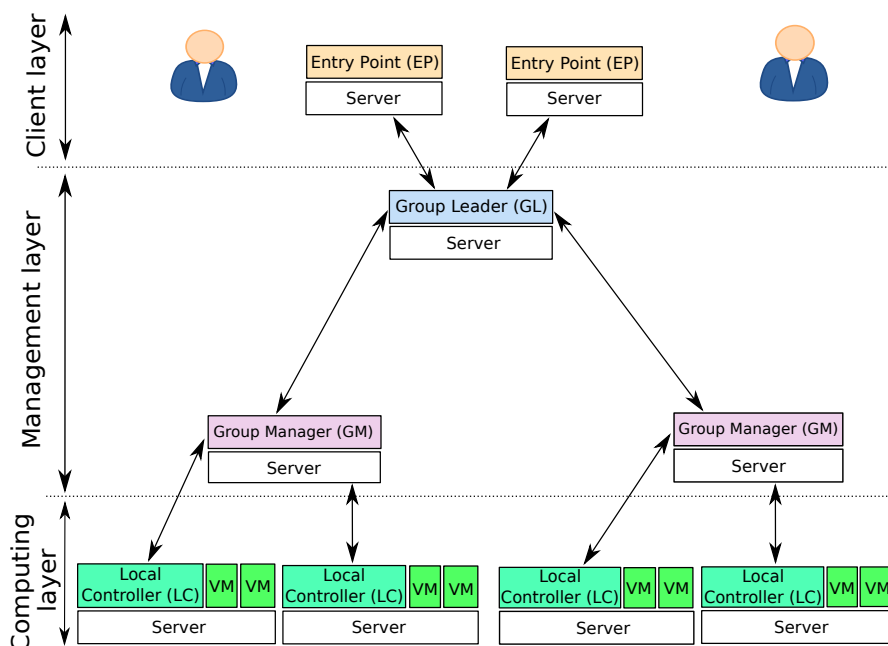 Client layer
Entry Point (EP)
Server
Entry Point (EP)
Server
Management layer
Group Leader (GL)
Server
Group Manager (GM)
Server
Group Manager (GM)
Server
Computing
layer
Local
Controller (LC)
VM
VM
Server
Local
Controller (LC)
VM
VM
Server
Local
Controller (LC)
VM
VM
Server
Local
Controller (LC)
VM
VM
Server